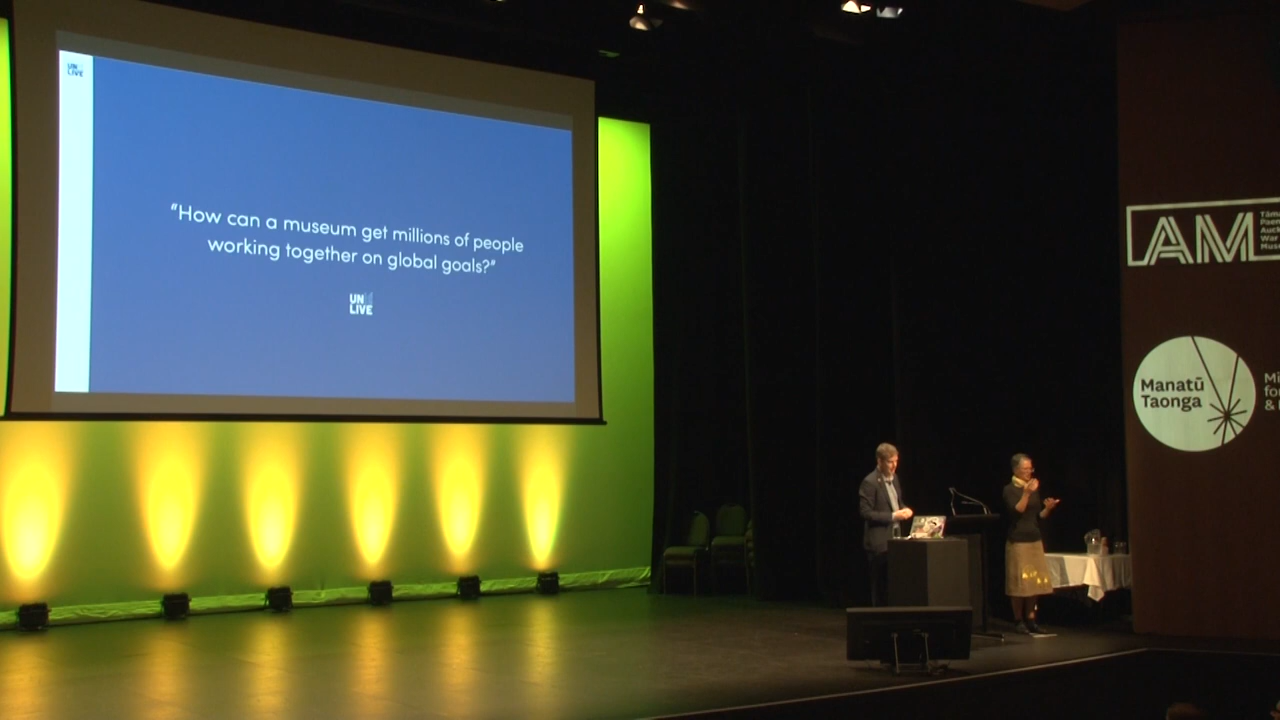 UN
LIVE
"How can a museum get millions of people
working together on global goals?"
UN
LIVE
AM
Manatū
Taonga
&